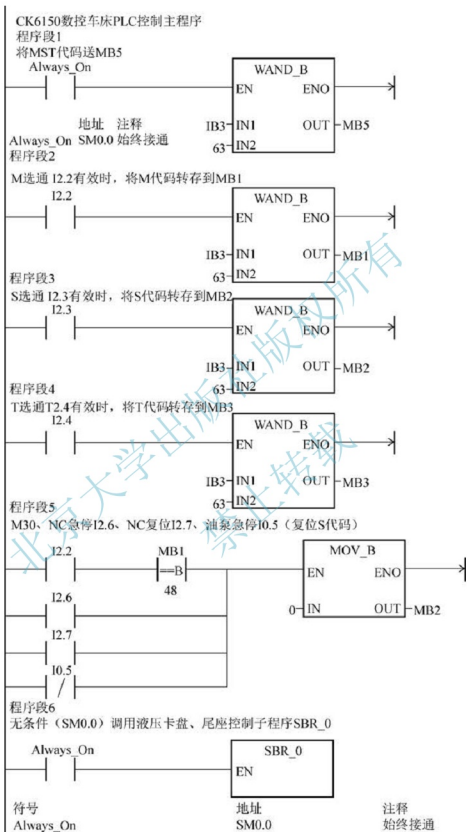 CK6150数控车床PLC控制主程序
程序段1
将MST代码送MB5
Always_On
WAND_B
EN ENO
IB3 IN1 OUT MB5
63 IN2
地址 注释
Always_On SM0.0 始终接通
程序段2
M选通 I2.2有效时，将M代码转存到MB1
I2.2
WAND_B
EN ENO
IB3 IN1 OUT MB1
63 IN2
程序段3
S选通 I2.3有效时，将S代码转存到MB2
I2.3
WAND_B
EN ENO
IB3 IN1 OUT MB2
63 IN2
程序段4
T选通T2.4有效时，将T代码转存到MB3
I2.4
WAND_B
EN ENO
IB3 IN1 OUT MB3
63 IN2
程序段5
M30、NC急停I2.6、NC复位I2.7、油泵急停I0.5（复位S代码）
I2.2 MB1
==B
48
MOV_B
EN ENO
0 IN OUT MB2
I2.6
I2.7
I0.5
程序段6
无条件（SM0.0）调用液压卡盘、尾座控制子程序SBR_0
Always_On
SBR_0
EN
符号 地址 注释
Always_On SM0.0 始终接通
北京大学出版社版权所有
禁止转载